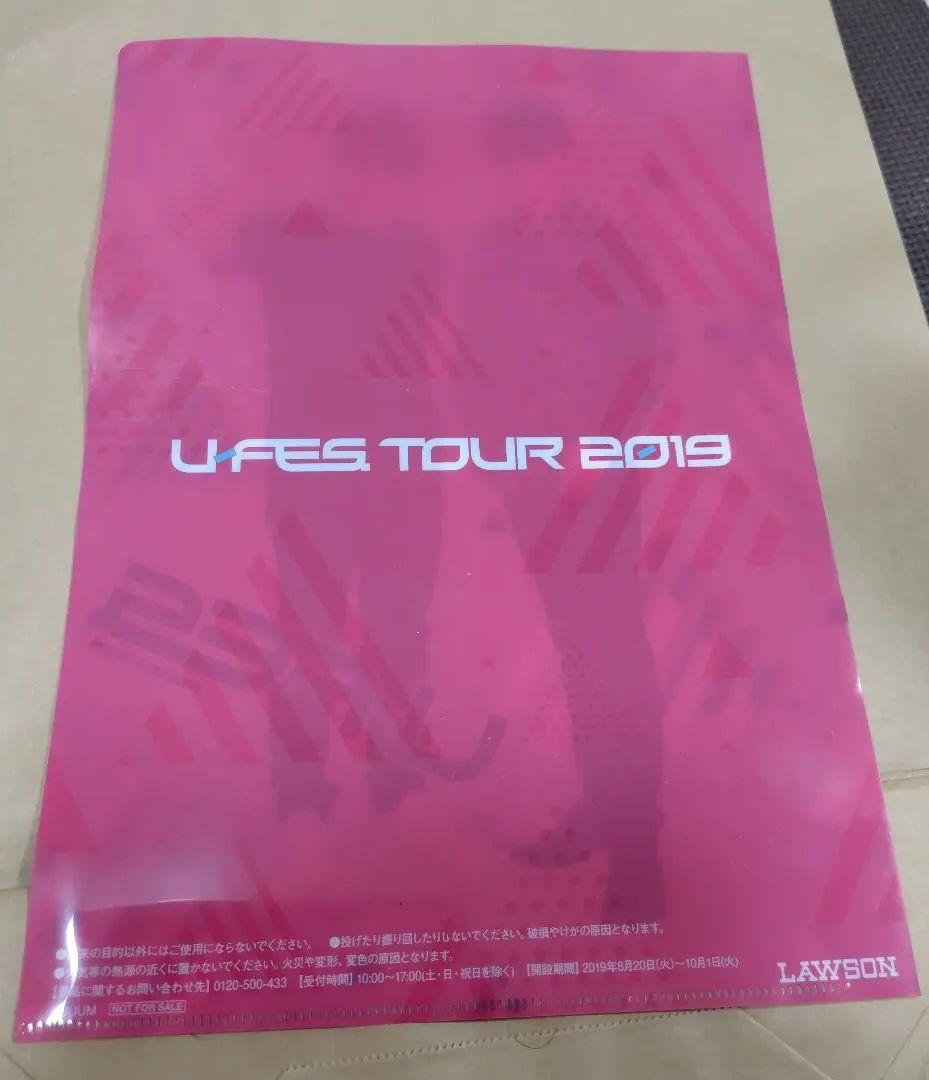 U-FES. TOUR 2019
の目的以外にはご使用にならないでください。 ●投げたり振り回したりしないでください。破損やけがの原因となります。
気等の熱源の近くに置かないでください。火災や変形、変色の原因となります。
【景品に関するお問い合わせ先】0120-500-433 【受付時間】10:00~17:00(土・日・祝日を除く) 【開設期間】2019年8月20日(火)~10月1日(火)
LAWSON
UUUM NOT FOR SALE